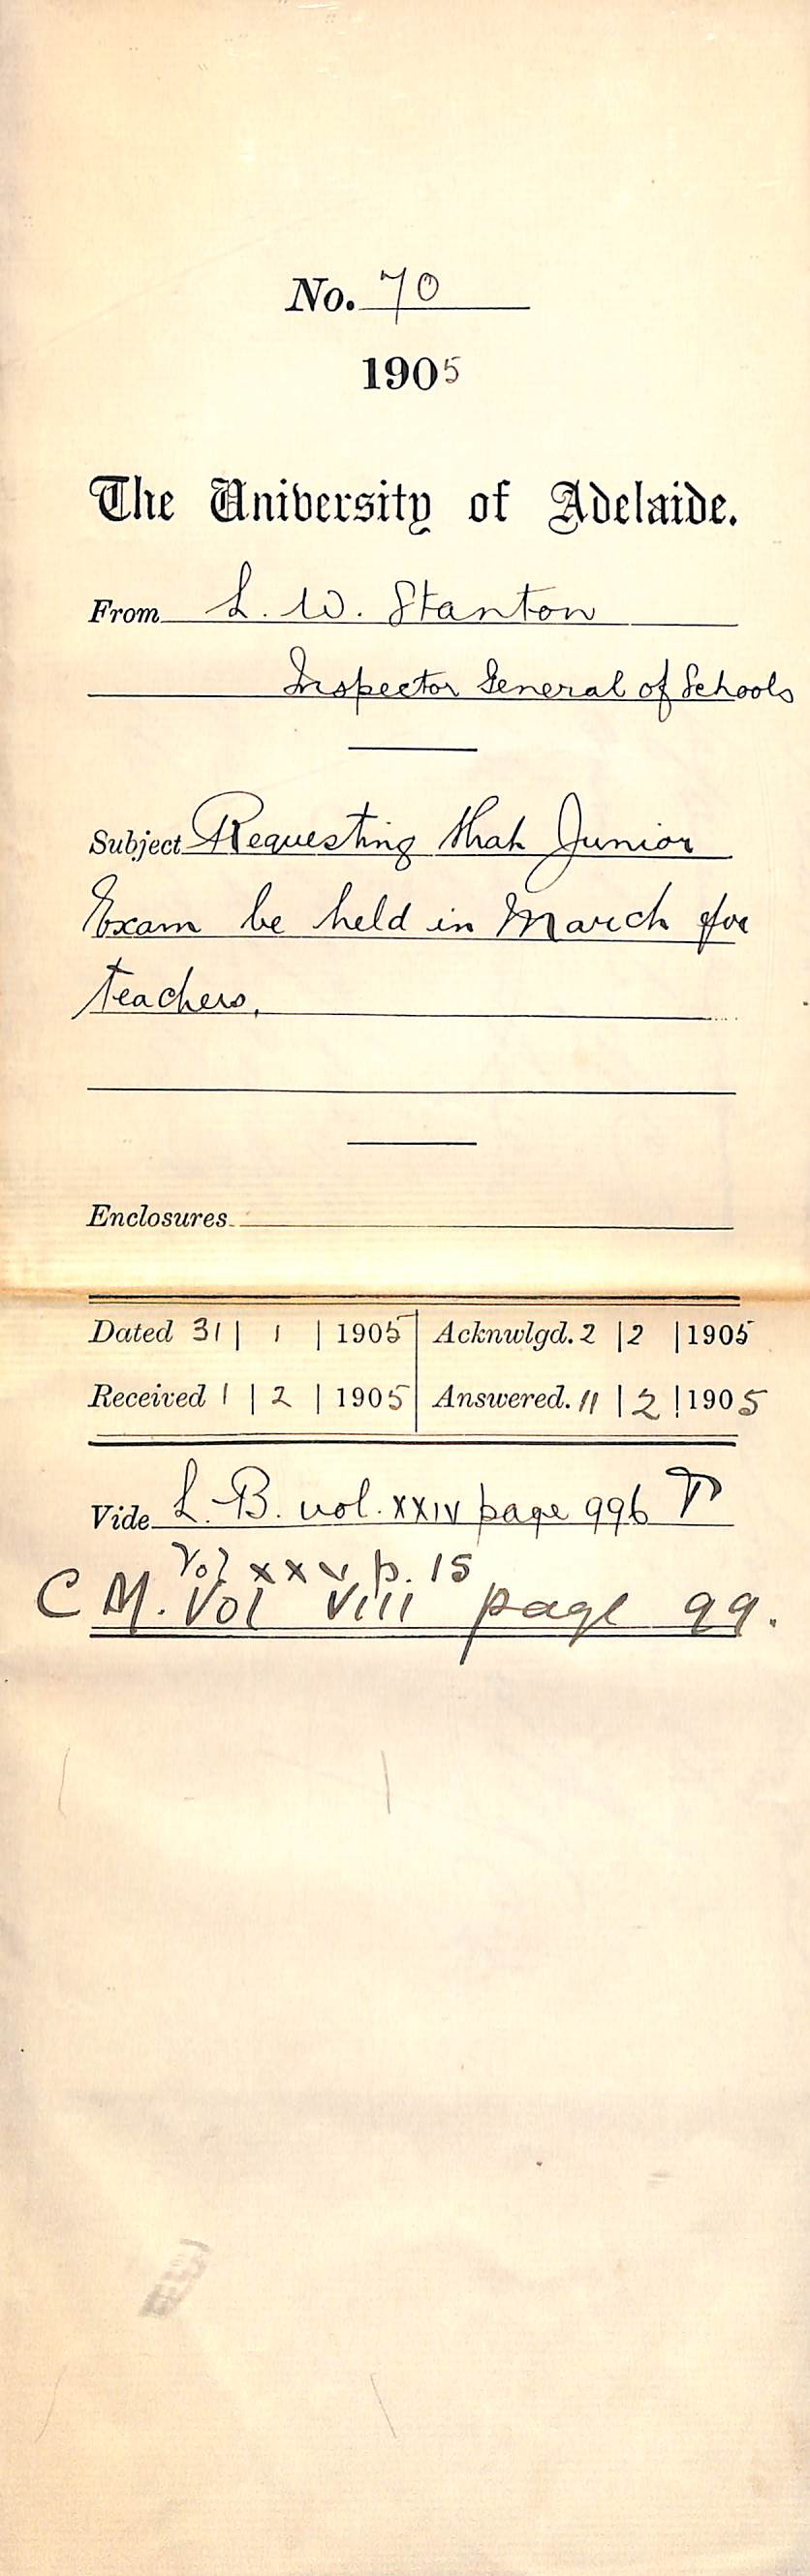 No. 70
1905
The University of Adelaide.
From L. W. Stanton
Inspector General of Schools
Subject Requesting that Junior
Exam be held in March for
teachers.
Enclosures
Dated 31 | 1 | 1905 | Acknwlgd. 2 | 2 | 1905
Received 1 | 2 | 1905 | Answered. 11 | 2 | 1905
Vide L. B. vol. XXIV page 996
Vol XXV p. 15
C M. Vol VIII page 99.